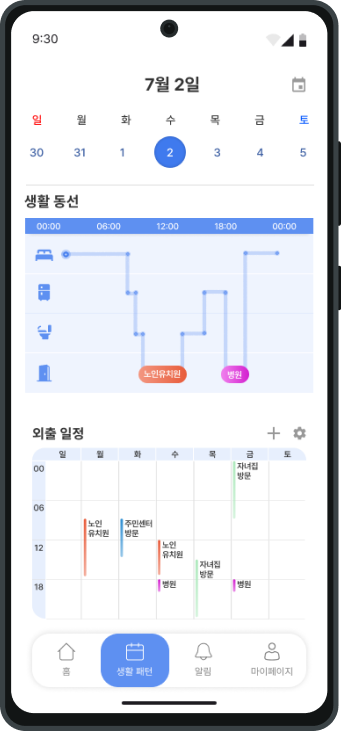 9:30
7월 2일
일 월 화 수 목 금 토
30 31 1 2 3 4 5
생활 동선
00:00 06:00 12:00 18:00 00:00
노인유치원 병원
외출 일정
일 월 화 수 목 금 토
00
자녀집
방문
06
노인
유치원
주민센터
방문
12
노인
유치원
자녀집
방문
18
병원
병원
홈 생활 패턴 알림 마이페이지